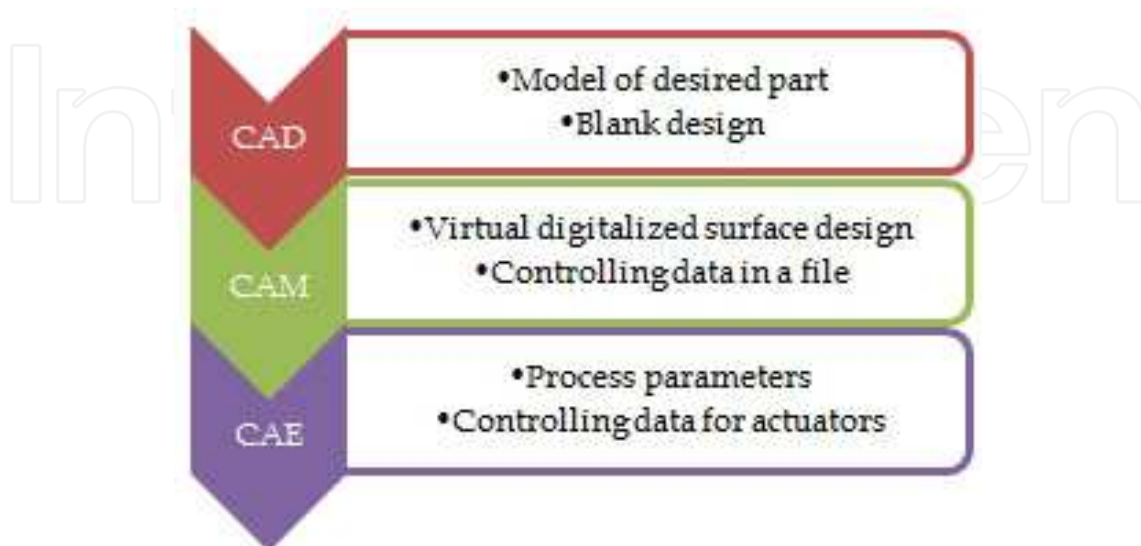 CAD
•Model of desired part
•Blank design
CAM
•Virtual digitalized surface design
•Controlling data in a file
CAE
•Process parameters
•Controlling data for actuators